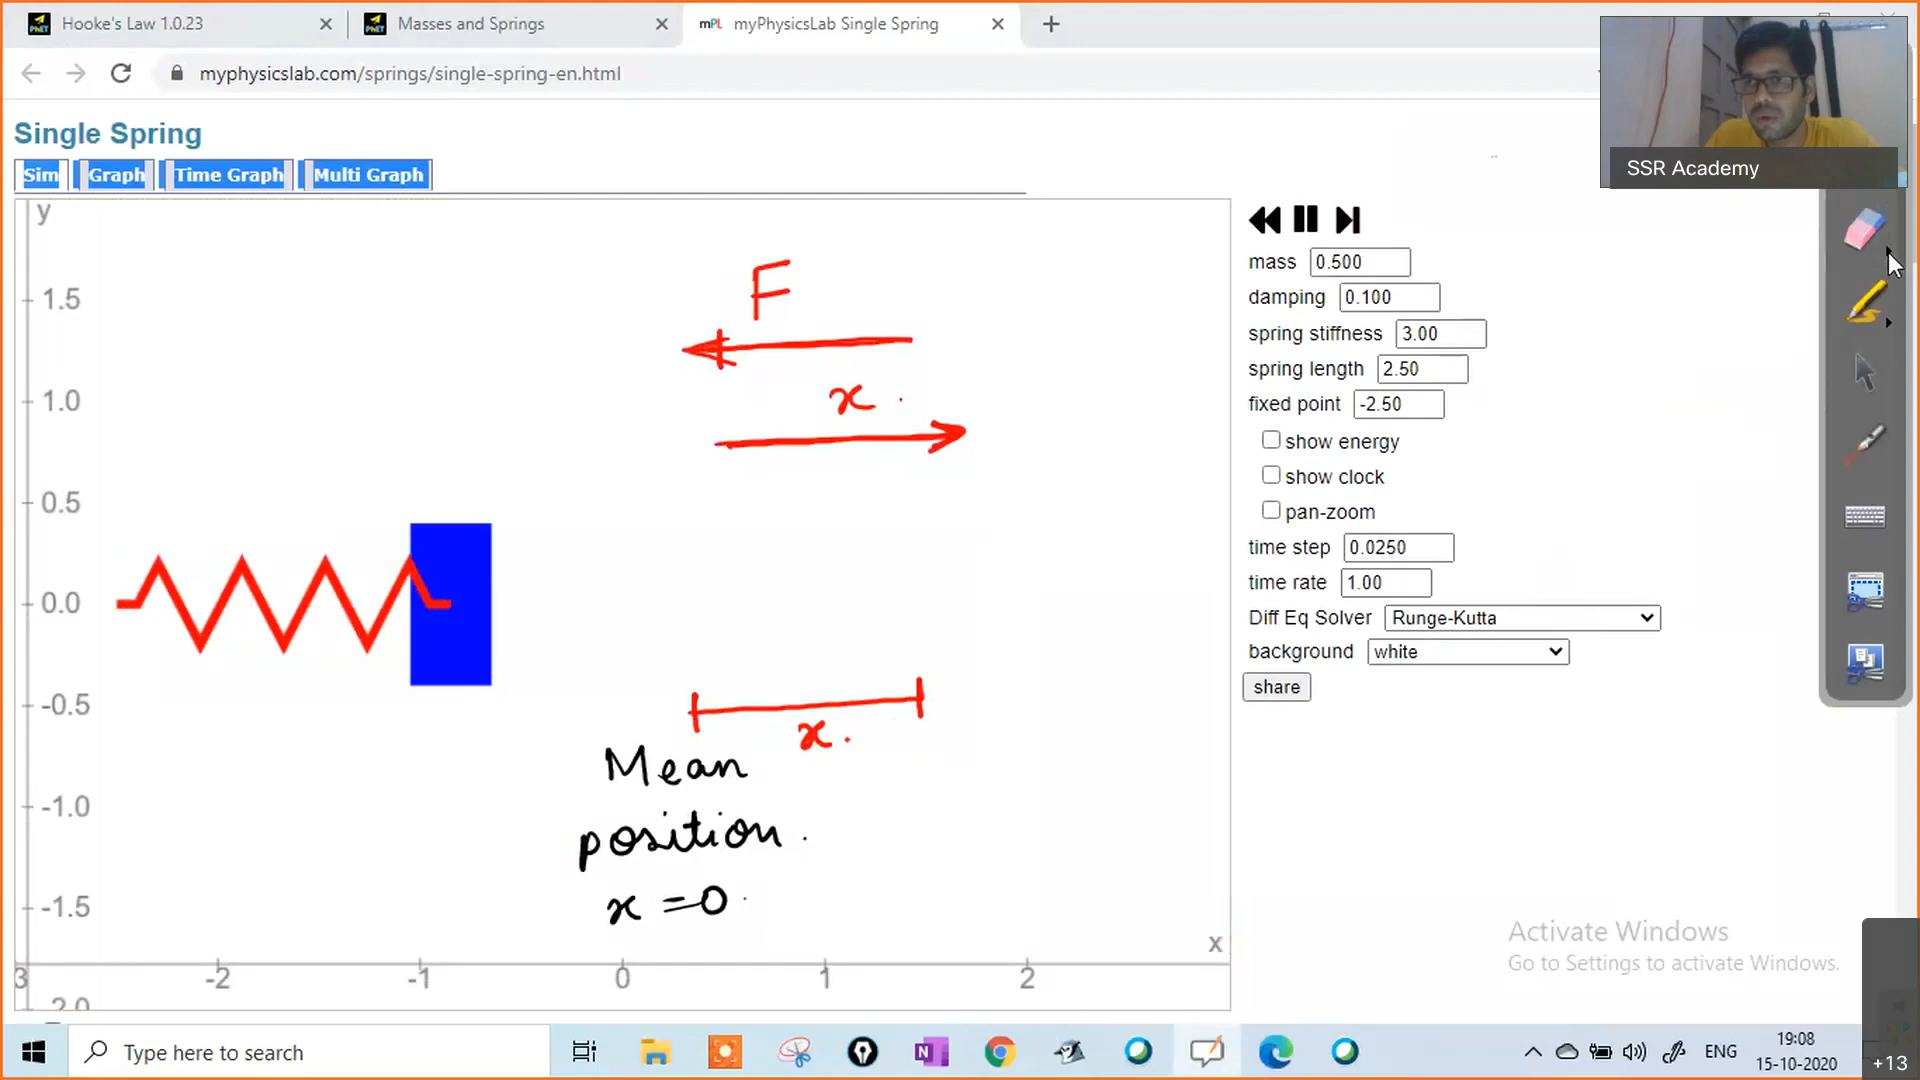 Hooke's Law 1.0.23
Masses and Springs
mPL myPhysicsLab Single Spring
myphysicslab.com/springs/single-spring-en.html
SSR Academy
Single Spring
Sim Graph Time Graph Multi Graph
y
1.5
1.0
0.5
0.0
-0.5
-1.0
-1.5
2.0
3 -2 -1 0 1 2
x
F
x
x.
Mean
position.
x = 0
mass 0.500
damping 0.100
spring stiffness 3.00
spring length 2.50
fixed point -2.50
show energy
show clock
pan-zoom
time step 0.0250
time rate 1.00
Diff Eq Solver Runge-Kutta
background white
share
Activate Windows
Go to Settings to activate Windows.
Type here to search
ENG
19:08
15-10-2020
+13